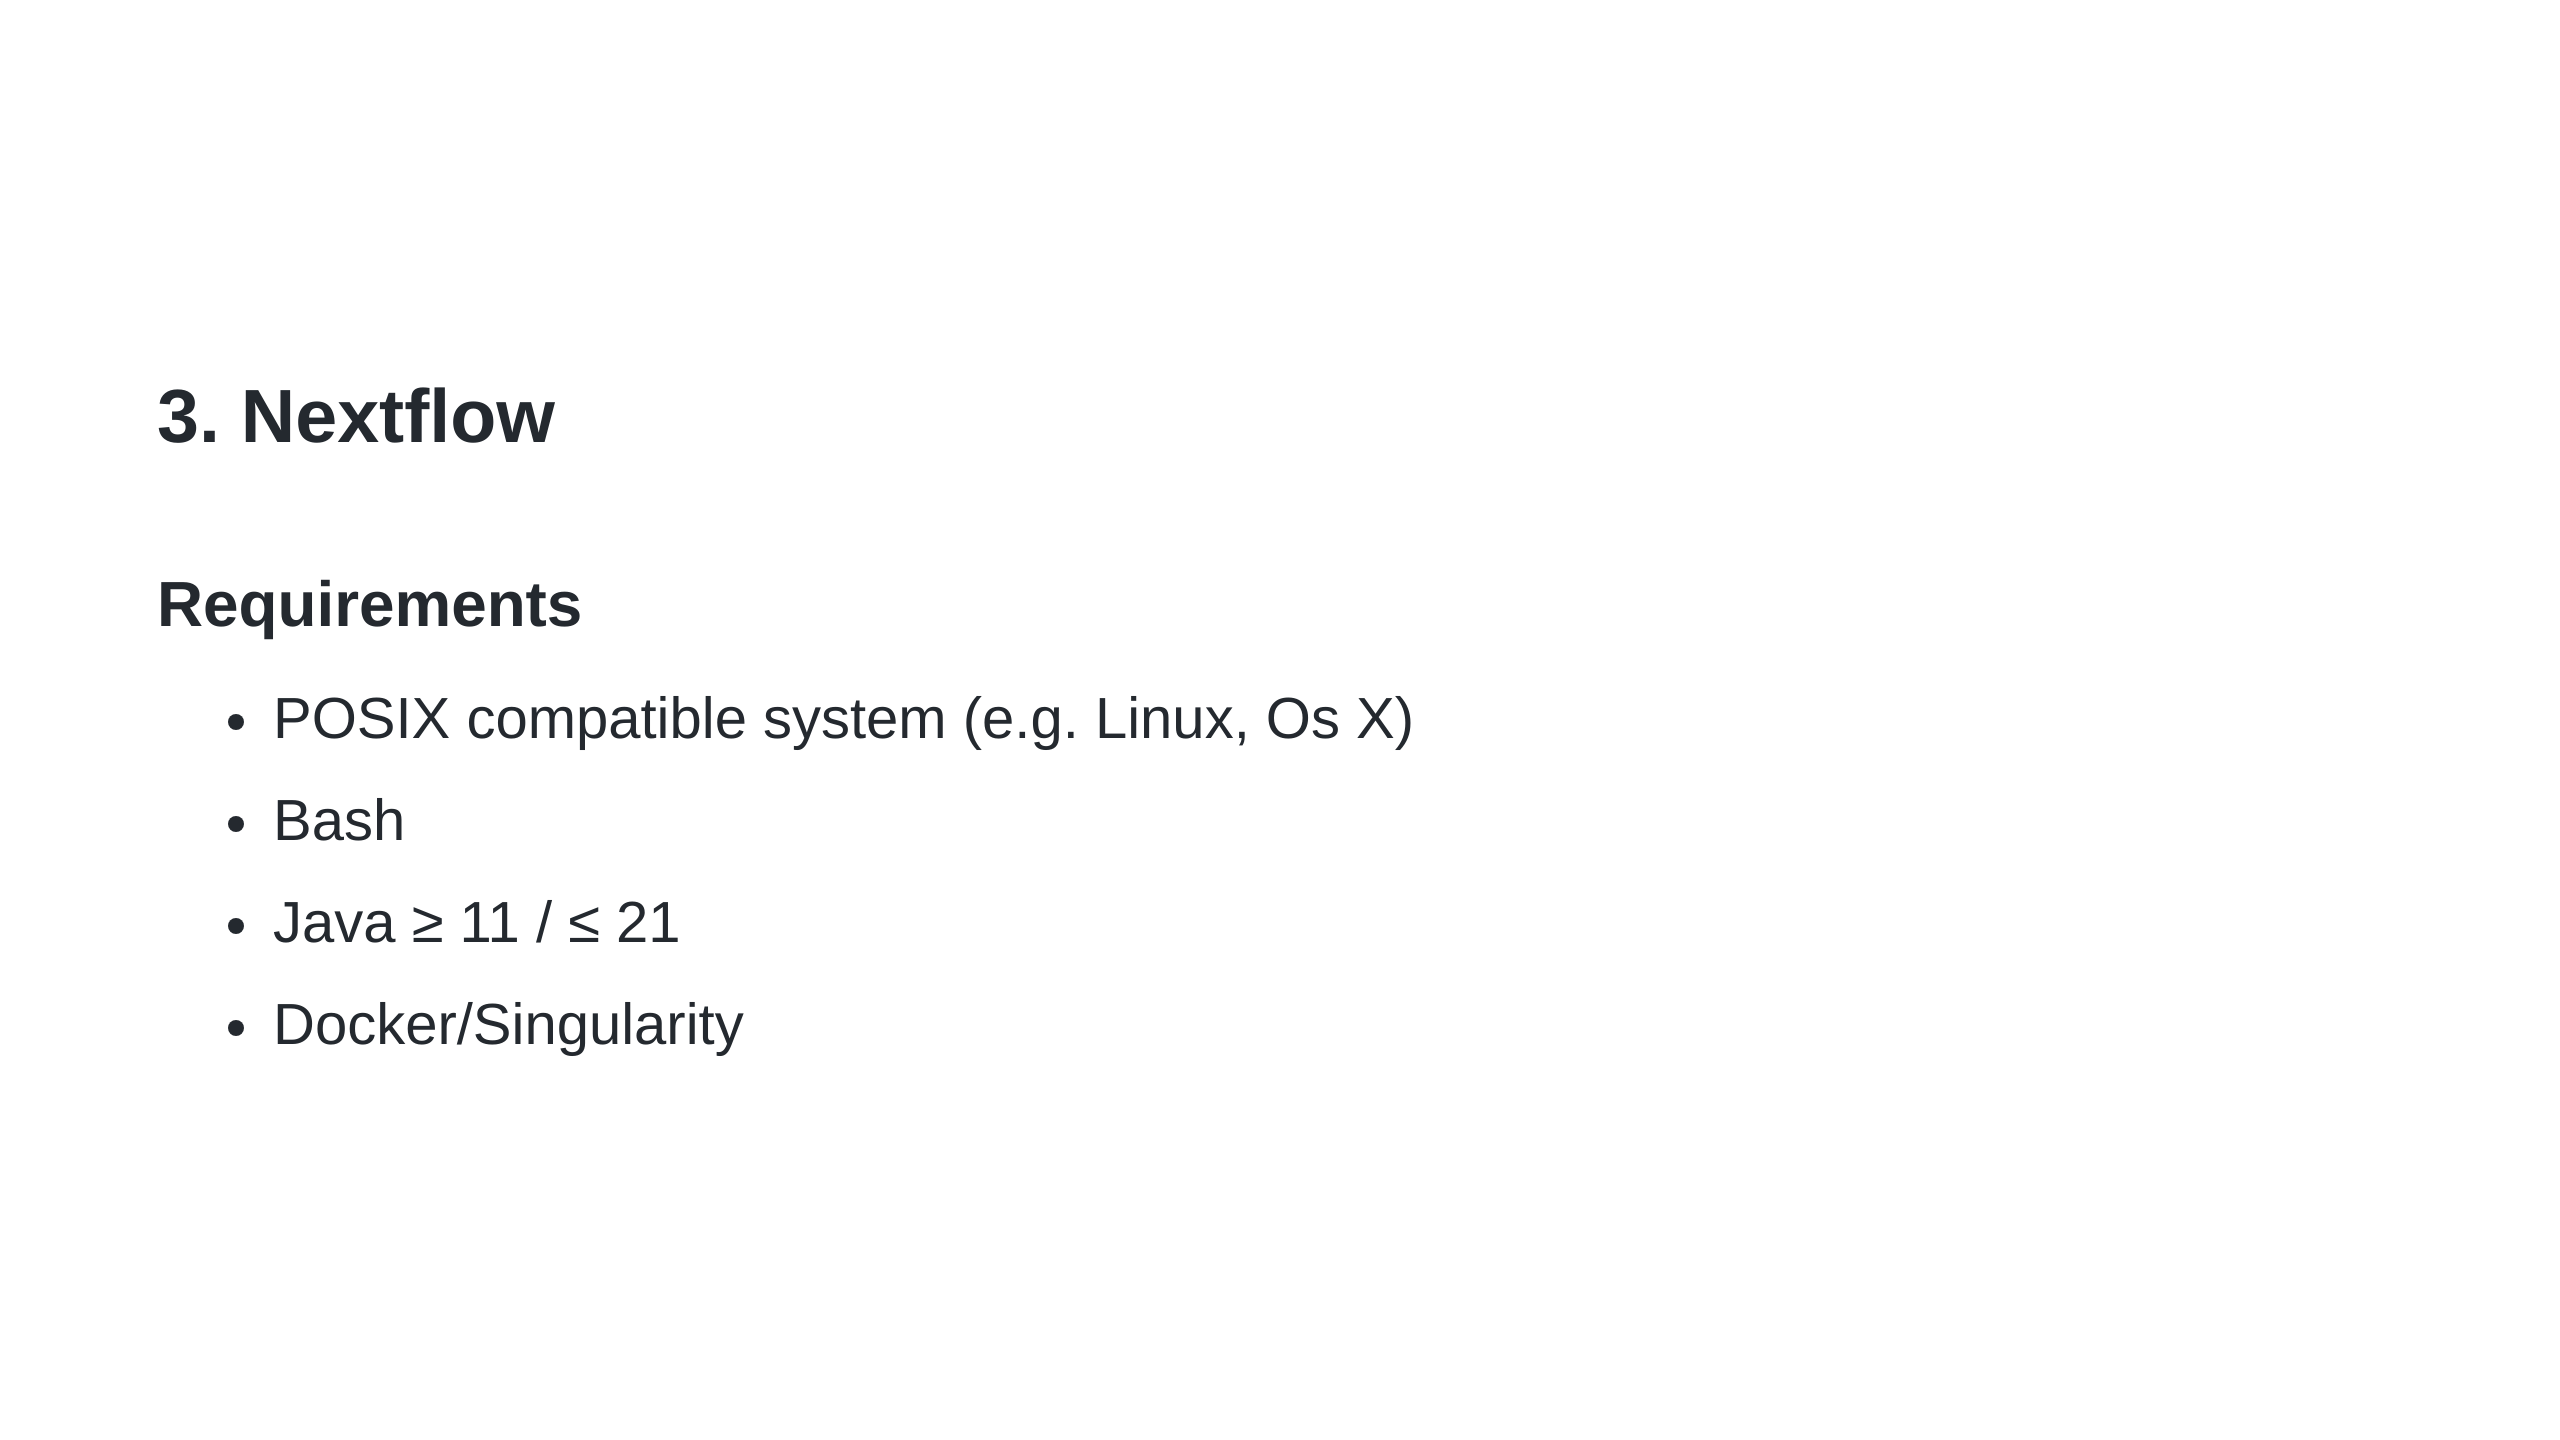 3. Nextflow
Requirements
• POSIX compatible system (e.g. Linux, Os X)
• Bash
• Java ≥ 11 / ≤ 21
• Docker/Singularity